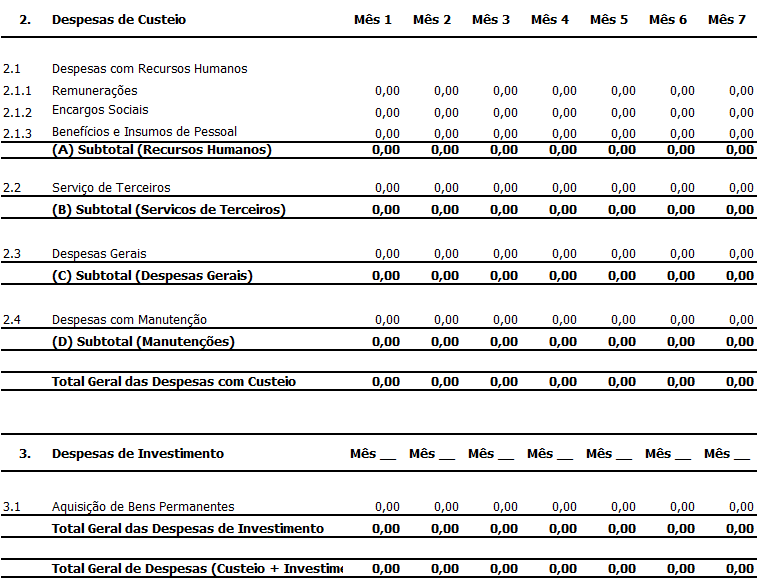 2. Despesas de Custeio Mês 1 Mês 2 Mês 3 Mês 4 Mês 5 Mês 6 Mês 7
2.1 Despesas com Recursos Humanos
2.1.1 Remunerações 0,00 0,00 0,00 0,00 0,00 0,00 0,00
2.1.2 Encargos Sociais 0,00 0,00 0,00 0,00 0,00 0,00 0,00
2.1.3 Benefícios e Insumos de Pessoal 0,00 0,00 0,00 0,00 0,00 0,00 0,00
(A) Subtotal (Recursos Humanos) 0,00 0,00 0,00 0,00 0,00 0,00 0,00
2.2 Serviço de Terceiros 0,00 0,00 0,00 0,00 0,00 0,00 0,00
(B) Subtotal (Servicos de Terceiros) 0,00 0,00 0,00 0,00 0,00 0,00 0,00
2.3 Despesas Gerais 0,00 0,00 0,00 0,00 0,00 0,00 0,00
(C) Subtotal (Despesas Gerais) 0,00 0,00 0,00 0,00 0,00 0,00 0,00
2.4 Despesas com Manutenção 0,00 0,00 0,00 0,00 0,00 0,00 0,00
(D) Subtotal (Manutenções) 0,00 0,00 0,00 0,00 0,00 0,00 0,00
Total Geral das Despesas com Custeio 0,00 0,00 0,00 0,00 0,00 0,00 0,00
3. Despesas de Investimento Mês __ Mês __ Mês __ Mês __ Mês __ Mês __ Mês __
3.1 Aquisição de Bens Permanentes 0,00 0,00 0,00 0,00 0,00 0,00 0,00
Total Geral das Despesas de Investimento 0,00 0,00 0,00 0,00 0,00 0,00 0,00
Total Geral de Despesas (Custeio + Investime 0,00 0,00 0,00 0,00 0,00 0,00 0,00